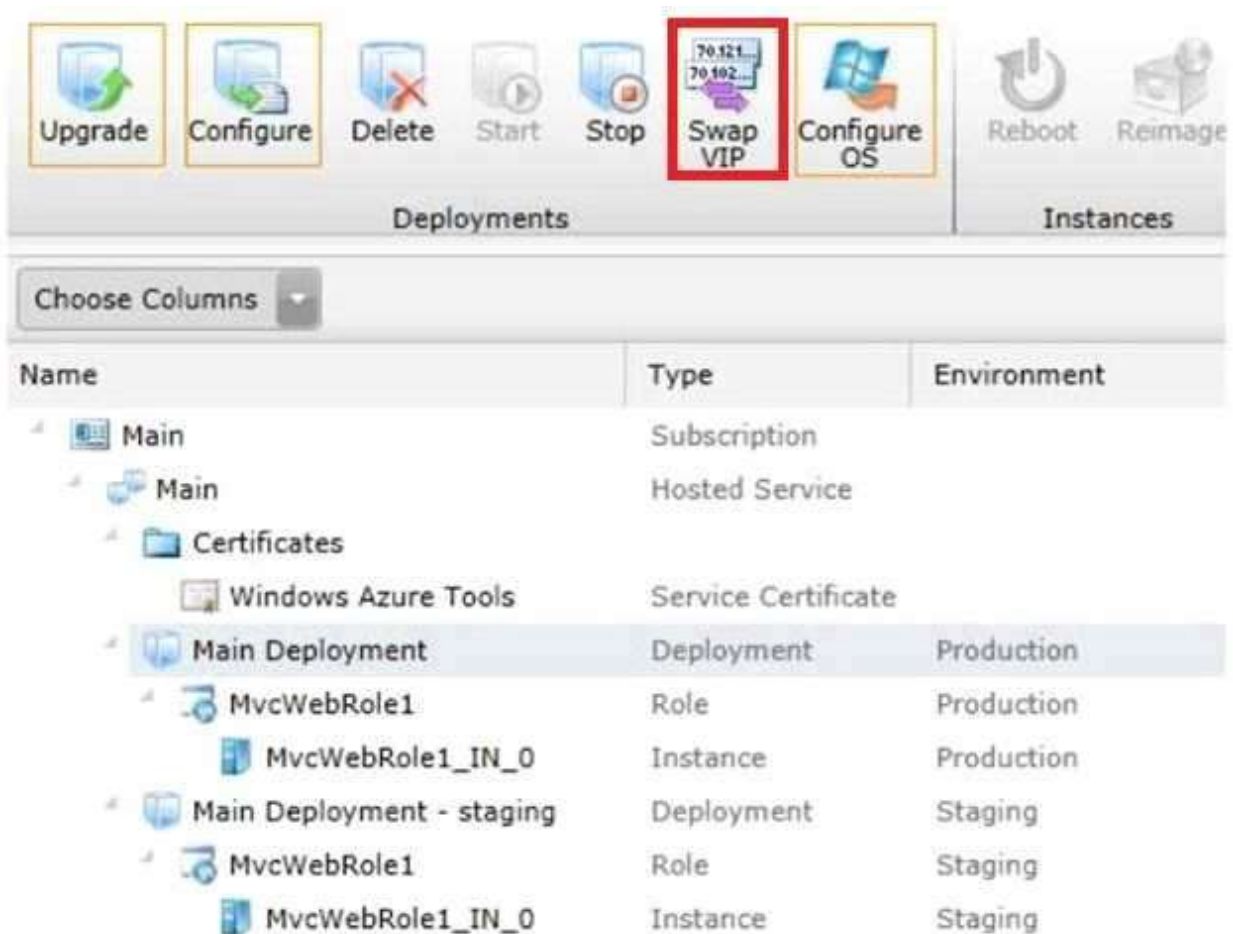 70.121...
70.102...
Upgrade Configure Delete Start Stop Swap VIP Configure OS Reboot Reimage
Deployments Instances
Choose Columns
Name Type Environment
Main Subscription
Main Hosted Service
Certificates
Windows Azure Tools Service Certificate
Main Deployment Deployment Production
MvcWebRole1 Role Production
MvcWebRole1_IN_0 Instance Production
Main Deployment - staging Deployment Staging
MvcWebRole1 Role Staging
MvcWebRole1_IN_0 Instance Staging